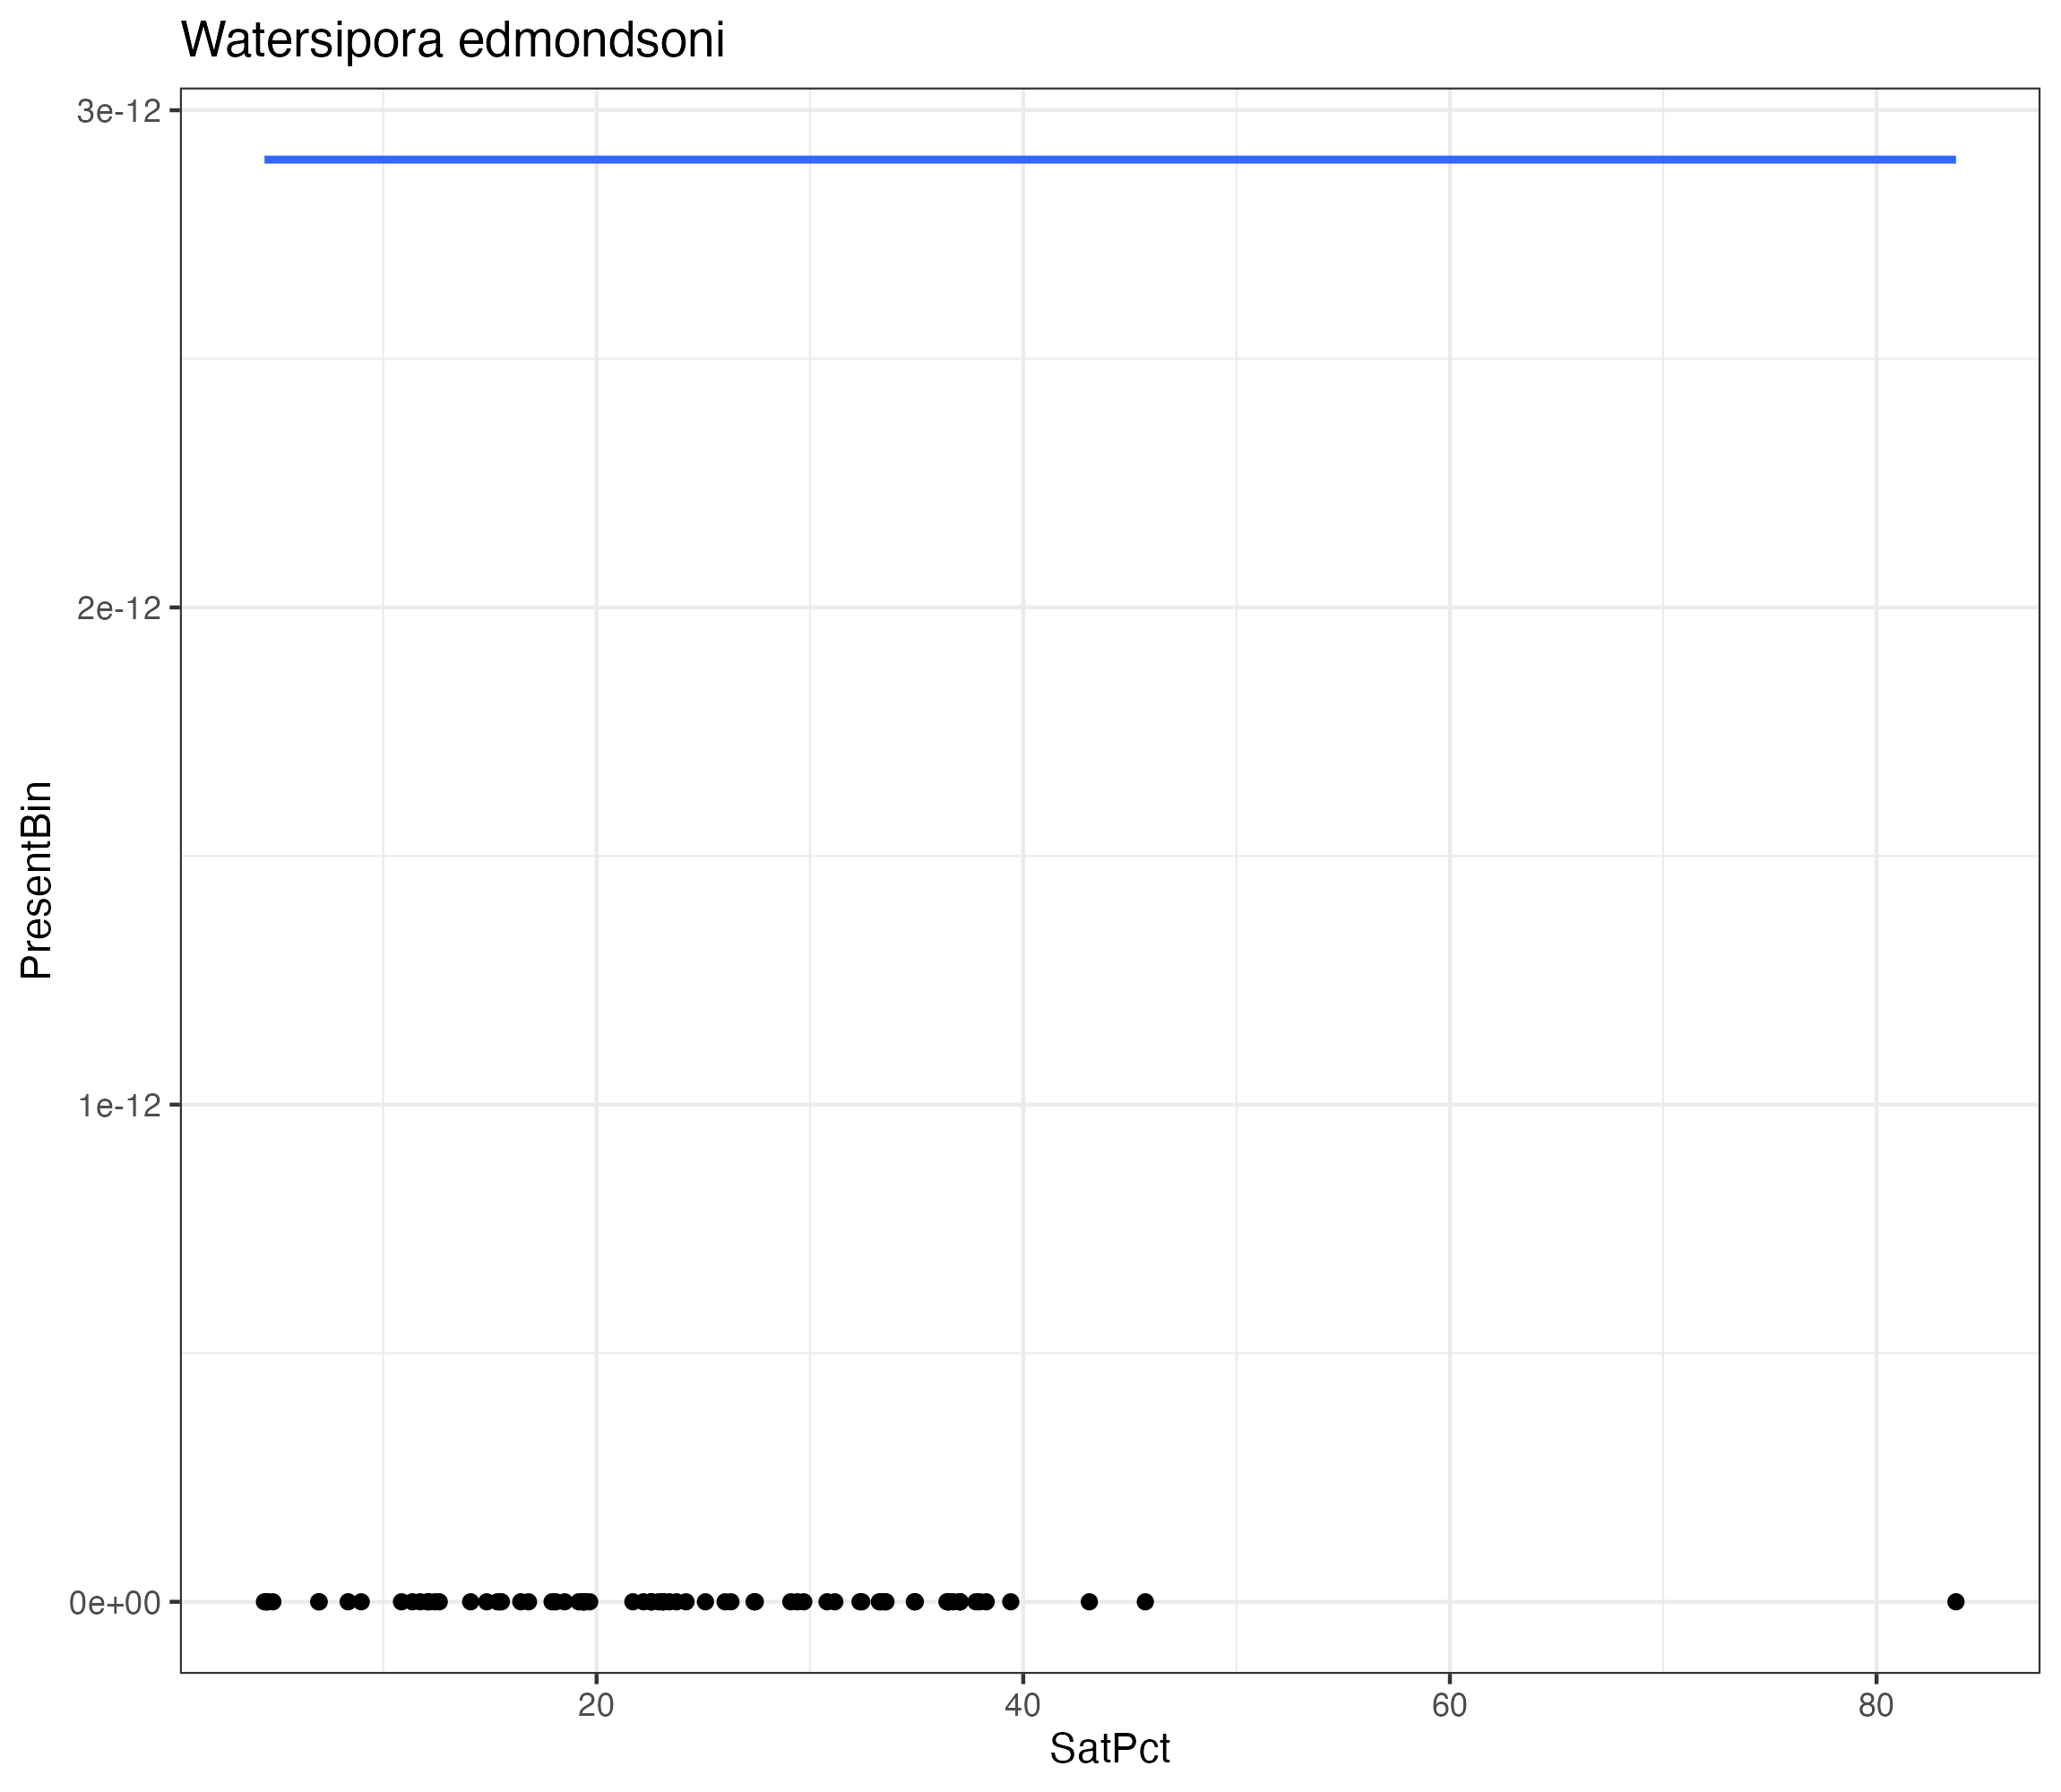 Watersipora edmondsoni
3e-12
2e-12
1e-12
0e+00
PresentBin
20 40 60 80
SatPct